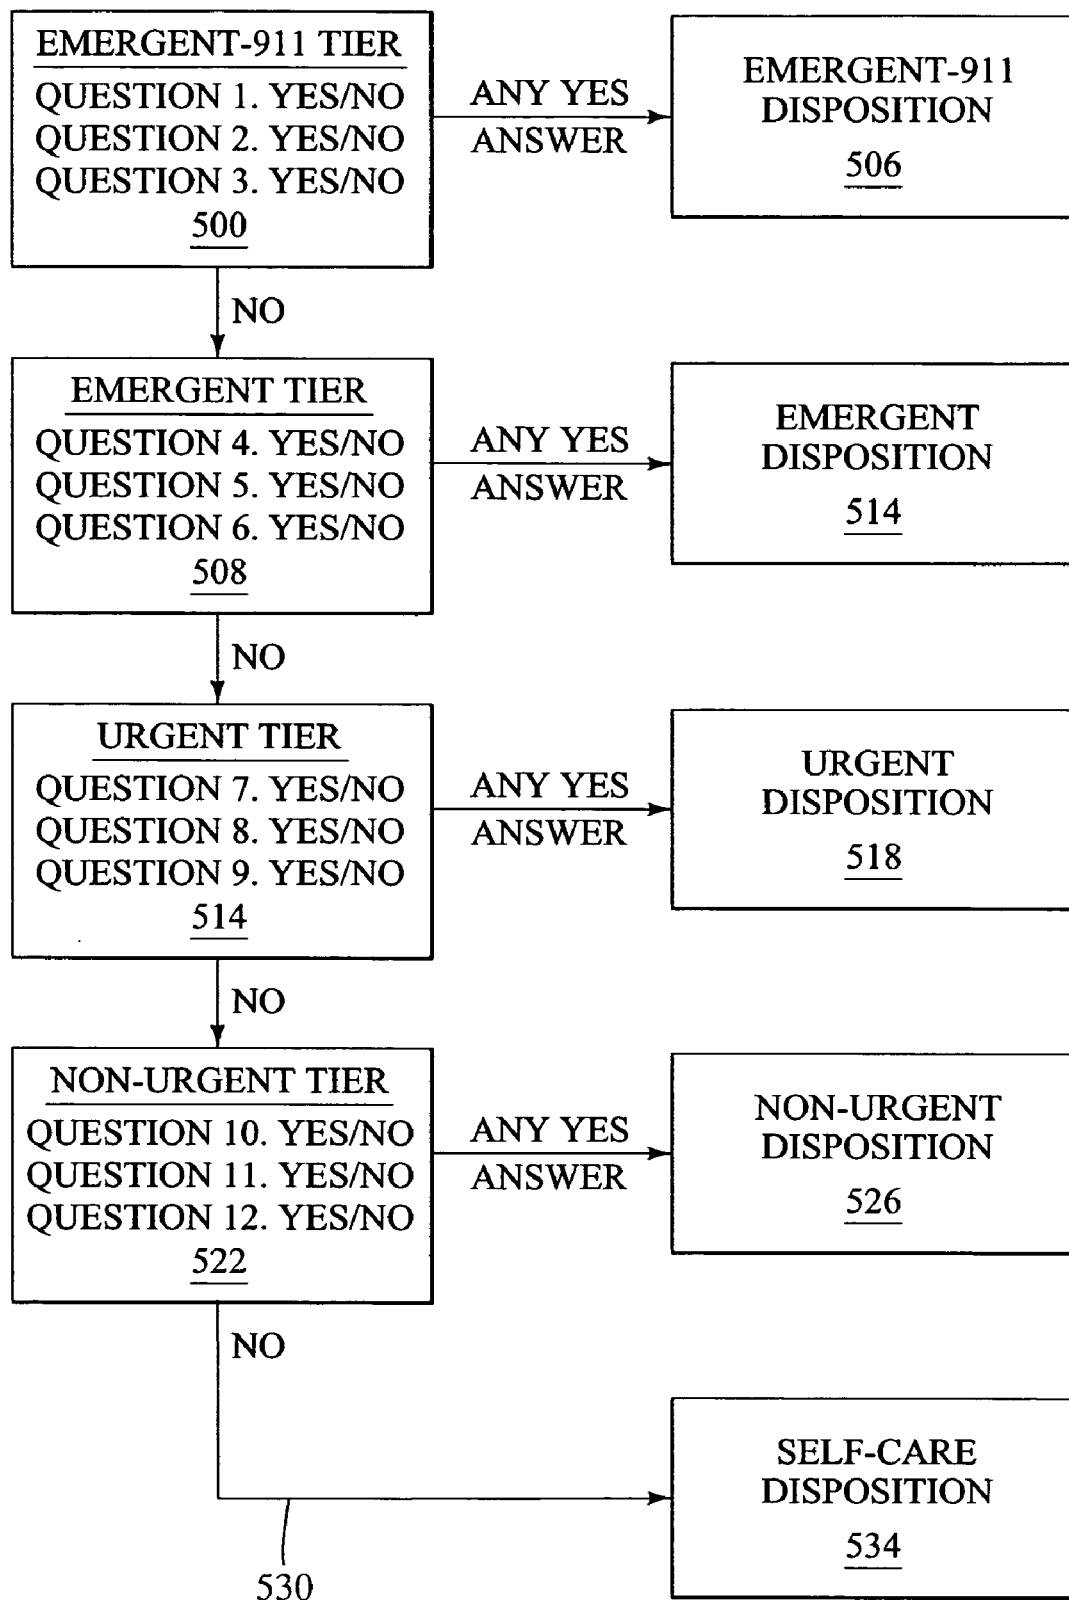 EMERGENT-911 TIER
QUESTION 1. YES/NO
QUESTION 2. YES/NO
QUESTION 3. YES/NO
500
ANY YES
ANSWER
EMERGENT-911
DISPOSITION
506
NO
EMERGENT TIER
QUESTION 4. YES/NO
QUESTION 5. YES/NO
QUESTION 6. YES/NO
508
ANY YES
ANSWER
EMERGENT
DISPOSITION
514
NO
URGENT TIER
QUESTION 7. YES/NO
QUESTION 8. YES/NO
QUESTION 9. YES/NO
514
ANY YES
ANSWER
URGENT
DISPOSITION
518
NO
NON-URGENT TIER
QUESTION 10. YES/NO
QUESTION 11. YES/NO
QUESTION 12. YES/NO
522
ANY YES
ANSWER
NON-URGENT
DISPOSITION
526
NO
530
SELF-CARE
DISPOSITION
534